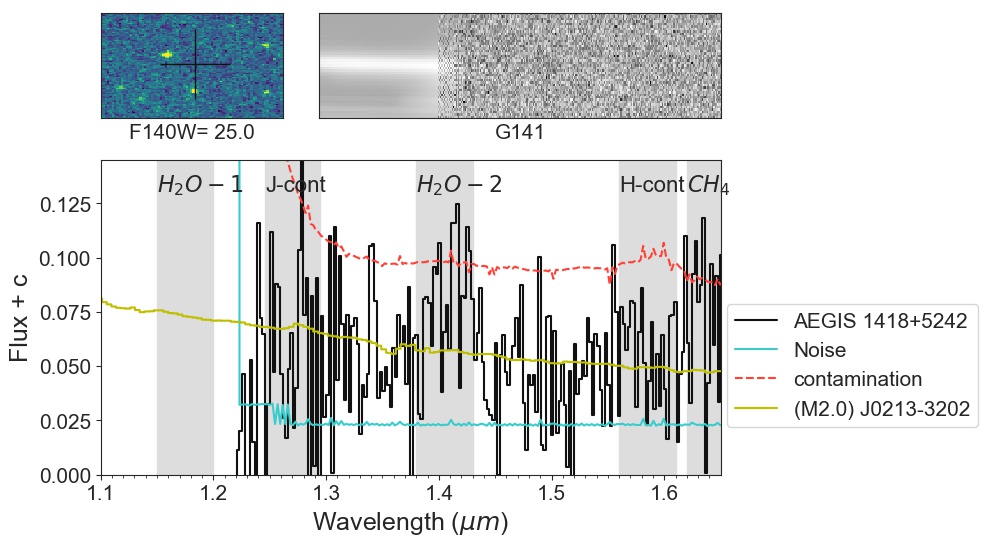 F140W= 25.0
G141
H₂O − 1
J-cont
H₂O − 2
H-cont
CH₄
0.125
0.100
0.075
0.050
0.025
0.000
Flux + c
1.1
1.2
1.3
1.4
1.5
1.6
Wavelength (μm)
AEGIS 1418+5242
Noise
contamination
(M2.0) J0213-3202